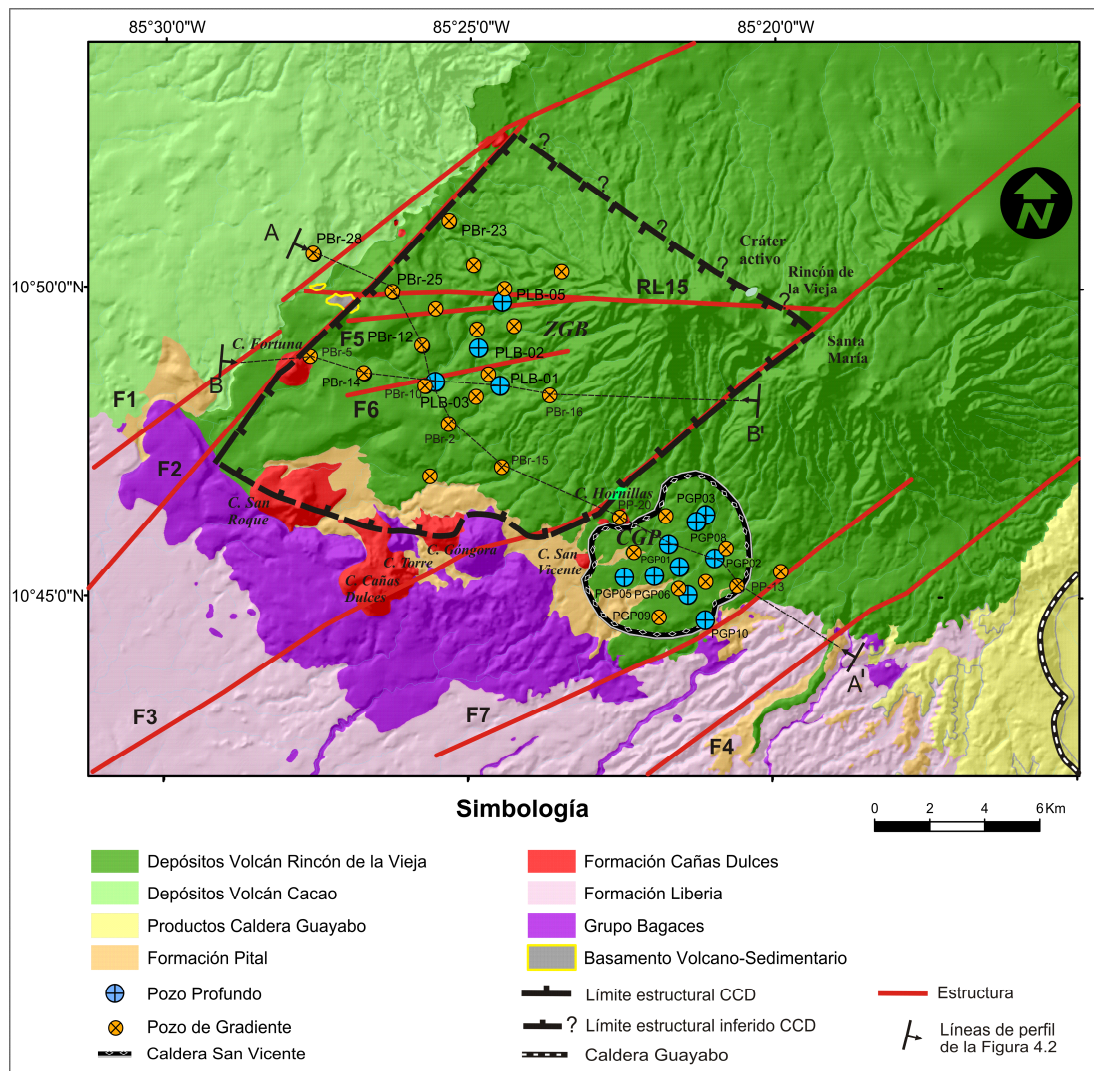 85°30'0"W
85°25'0"W
85°20'0"W
N
A
PBr-28
PBr-23
Cráter
activo
Rincón de
la Vieja
PBr-25
10°50'0"N
RL15
PLB-05
ZGB
F5
PBr-12
C. Fortuna
PBr-5
PLB-02
Santa
María
B
PBr-14
PBr-10
PLB-01
F6
PLB-03
PBr-16
B'
F1
PBr-2
F2
PBr-15
C. Hornillas
PGP03
C. San
Roque
PP-20
PGP08
CGP
C. Góngora
C. Torre
C. San
Vicente
PGP01
PGP02
C. Cañas
Dulces
10°45'0"N
PGP05
PGP06
PP-13
PGP09
PGP10
A'
F3
F7
F4
Simbología
0
2
4
6 Km
Depósitos Volcán Rincón de la Vieja
Formación Cañas Dulces
Depósitos Volcán Cacao
Formación Liberia
Productos Caldera Guayabo
Grupo Bagaces
Formación Pital
Basamento Volcano-Sedimentario
Pozo Profundo
Límite estructural CCD
Estructura
Pozo de Gradiente
? Límite estructural inferido CCD
Líneas de perfil
de la Figura 4.2
Caldera San Vicente
Caldera Guayabo
?
?
?
?
?